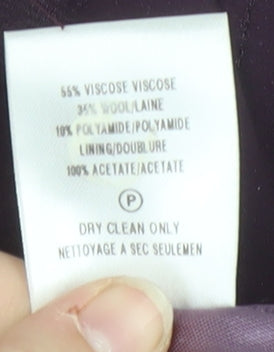 55% VISCOSE VISCOSE
35% WOOL/LAINE
10% POLYAMIDE/POLYAMIDE
LINING/DOUBLURE
100% ACETATE/ACETATE
P
DRY CLEAN ONLY
NETTOYAGE A SEC SEULEMEN